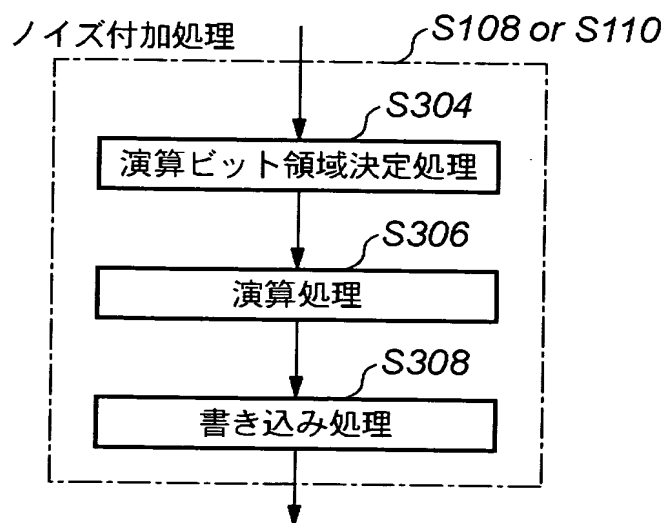 ノイズ付加処理
S108 or S110
S304
演算ビット領域決定処理
S306
演算処理
S308
書き込み処理